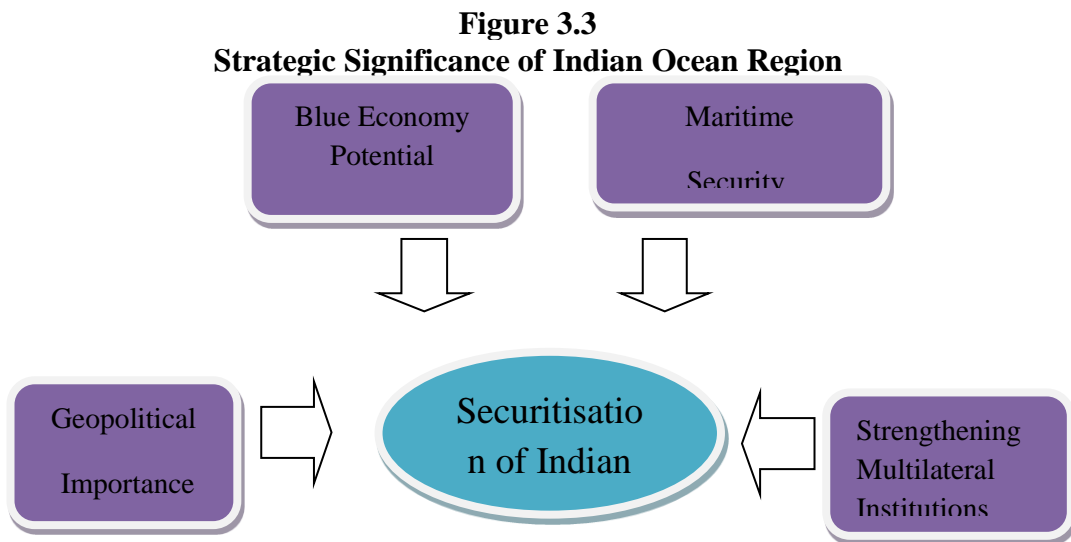 Figure 3.3
Strategic Significance of Indian Ocean Region
Blue Economy
Potential
Maritime
Security
Geopolitical
Importance
Securitisatio
n of Indian
Strengthening
Multilateral
Institutions